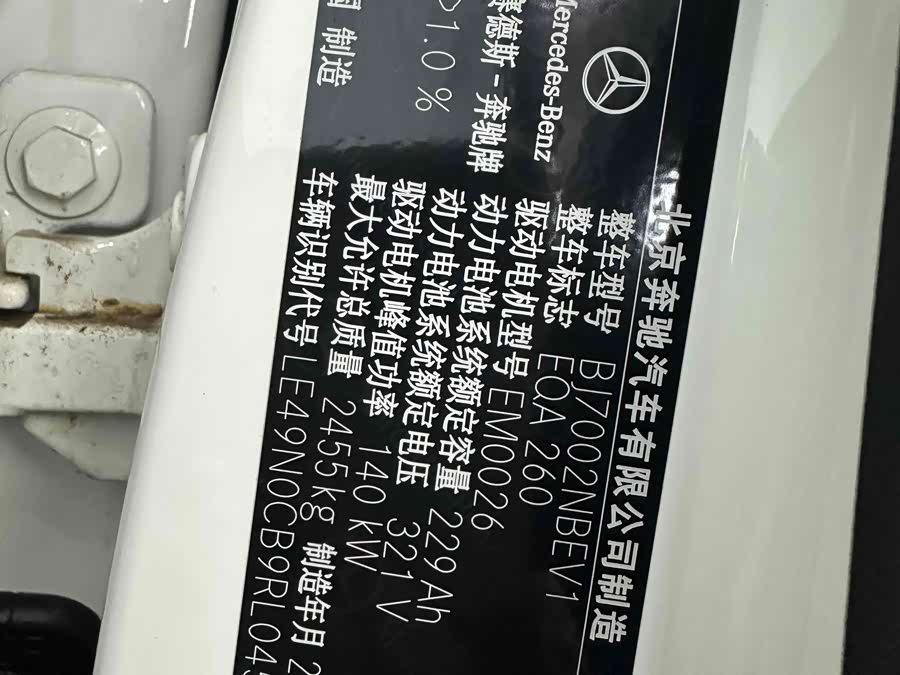 Mercedes-Benz
德斯-奔驰牌
>1.0 %
制造
北京奔驰汽车有限公司制造
整车型号 BJ7002NBEV1
整车标志 EQA 260
驱动电机型号 EM0026
动力电池系统额定容量 229Ah
动力电池系统额定电压 321V
驱动电机峰值功率 140 kW
最大允许总质量 2455kg 制造年月 2
车辆识别代号 LE49N0CB9RL045